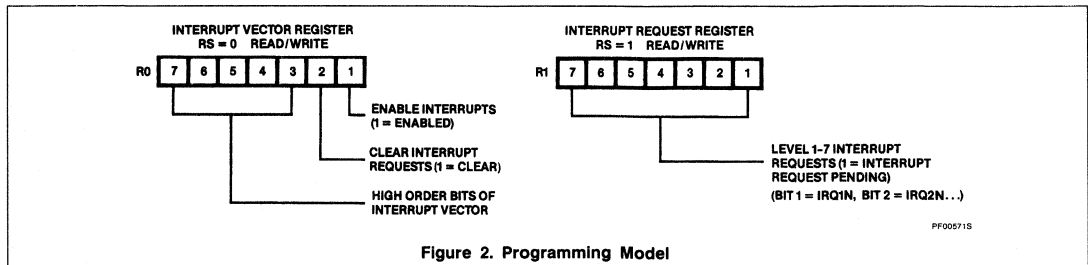 INTERRUPT VECTOR REGISTER
RS = 0 READ/WRITE
R0 7 6 5 4 3 2 1
ENABLE INTERRUPTS
(1 = ENABLED)
CLEAR INTERRUPT
REQUESTS (1 = CLEAR)
HIGH ORDER BITS OF
INTERRUPT VECTOR
INTERRUPT REQUEST REGISTER
RS = 1 READ/WRITE
R1 7 6 5 4 3 2 1
LEVEL 1-7 INTERRUPT
REQUESTS (1 = INTERRUPT
REQUEST PENDING)
(BIT 1 = IRQ1N, BIT 2 = IRQ2N...)
PF00571S
Figure 2. Programming Model